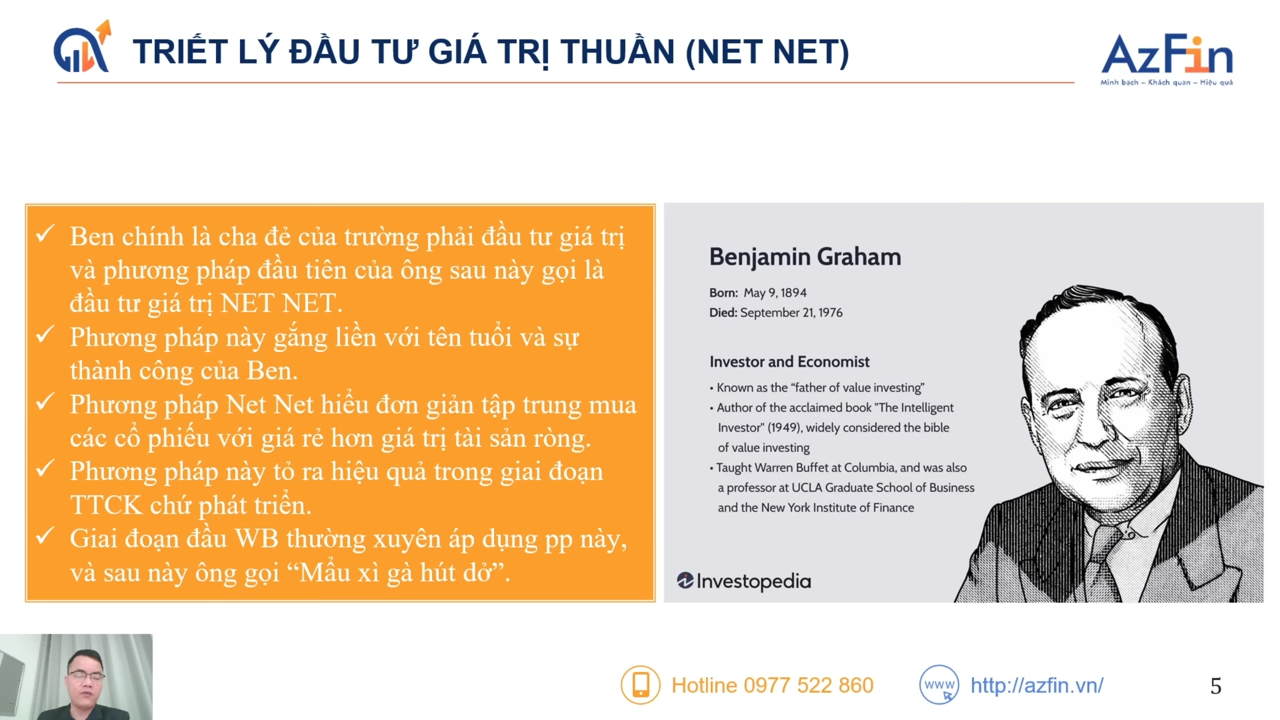 TRIẾT LÝ ĐẦU TƯ GIÁ TRỊ THUẦN (NET NET)
AzFin
Minh bạch – Khách quan – Hiệu quả
✓ Ben chính là cha đẻ của trường phái đầu tư giá trị
và phương pháp đầu tiên của ông sau này gọi là
đầu tư giá trị NET NET.
✓ Phương pháp này gắng liền với tên tuổi và sự
thành công của Ben.
✓ Phương pháp Net Net hiểu đơn giản tập trung mua
các cổ phiếu với giá rẻ hơn giá trị tài sản ròng.
✓ Phương pháp này tỏ ra hiệu quả trong giai đoạn
TTCK chứ phát triển.
✓ Giai đoạn đầu WB thường xuyên áp dụng pp này,
và sau này ông gọi “Mẩu xì gà hút dở”.
Benjamin Graham
Born: May 9, 1894
Died: September 21, 1976
Investor and Economist
• Known as the “father of value investing”
• Author of the acclaimed book "The Intelligent
Investor" (1949), widely considered the bible
of value investing
• Taught Warren Buffet at Columbia, and was also
a professor at UCLA Graduate School of Business
and the New York Institute of Finance
Investopedia
Hotline 0977 522 860
www
http://azfin.vn/
5